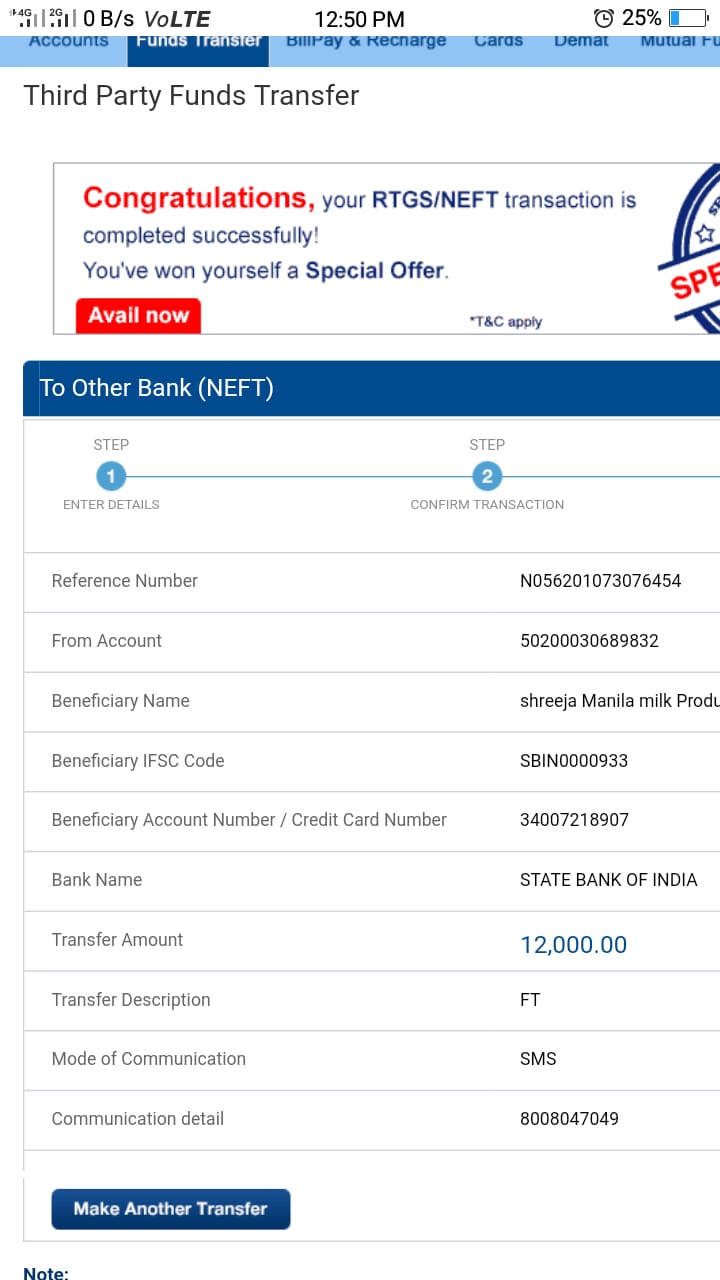 4G 2G 0 B/s VoLTE 12:50 PM 25%
Accounts Funds Transfer BillPay & Recharge Cards Demat Mutual Fu
Third Party Funds Transfer
Congratulations, your RTGS/NEFT transaction is
completed successfully!
You've won yourself a Special Offer.
Avail now
*T&C apply
SPE
To Other Bank (NEFT)
STEP STEP
1 2
ENTER DETAILS CONFIRM TRANSACTION
Reference Number N056201073076454
From Account 50200030689832
Beneficiary Name shreeja Manila milk Produ
Beneficiary IFSC Code SBIN0000933
Beneficiary Account Number / Credit Card Number 34007218907
Bank Name STATE BANK OF INDIA
Transfer Amount 12,000.00
Transfer Description FT
Mode of Communication SMS
Communication detail 8008047049
Make Another Transfer
Note: